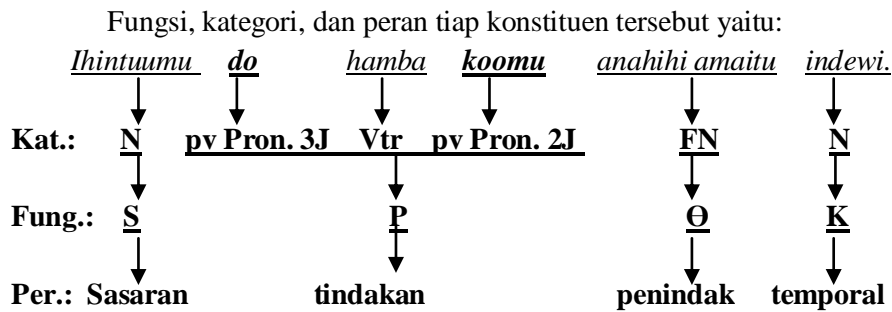 Fungsi, kategori, dan peran tiap konstituen tersebut yaitu:
Ihintuumu do hamba koomu anahihi amaitu indewi.
Kat.: N pv Pron. 3J Vtr pv Pron. 2J FN N
Fung.: S P O K
Per.: Sasaran tindakan penindak temporal